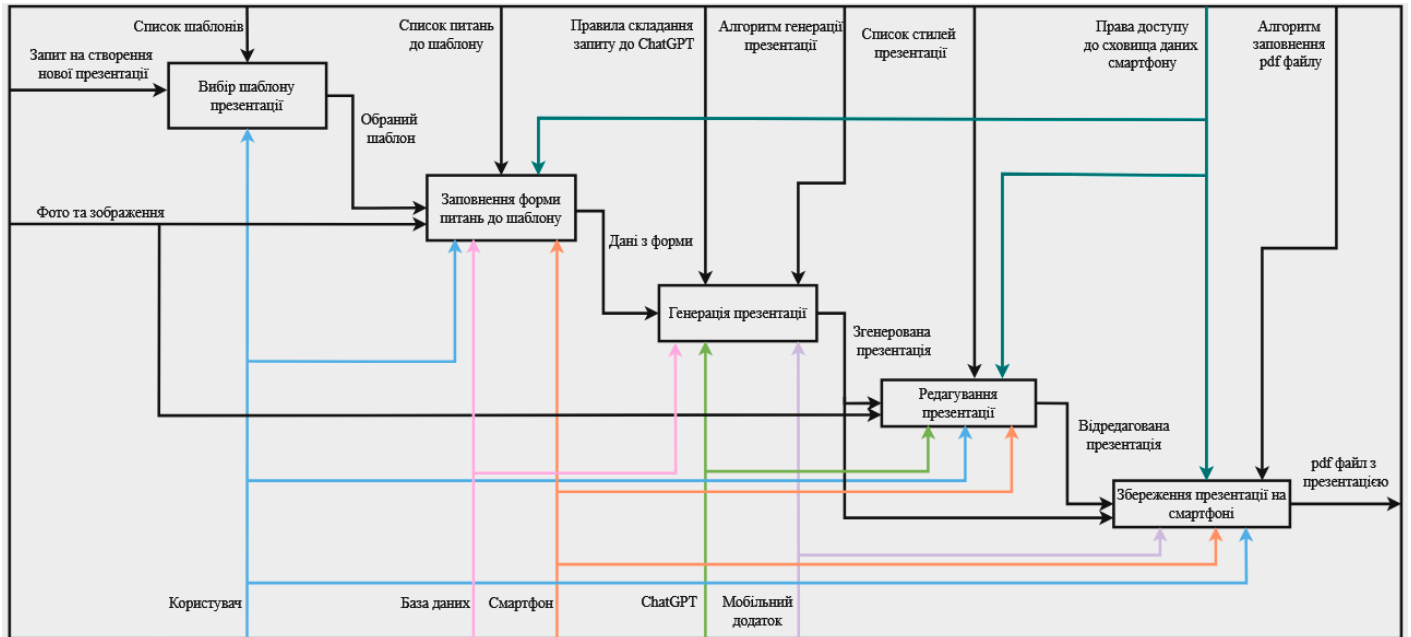 Список шаблонів
Список питань
до шаблону
Правила складання
запиту до ChatGPT
Алгоритм генерації
презентації
Список стилей
презентації
Права доступу
до сховища даних
смартфону
Алгоритм
заповнення
pdf файлу
Запит на створення
нової презентації
Вибір шаблону
презентації
Обраний
шаблон
Фото та зображення
Заповнення форми
питань до шаблону
Дані з форми
Генерація презентації
Згенерована
презентація
Редагування
презентації
Відредагована
презентація
Збереження презентації на
смартфоні
pdf файл з
презентацією
Користувач
База даних
Смартфон
ChatGPT
Мобільний
додаток